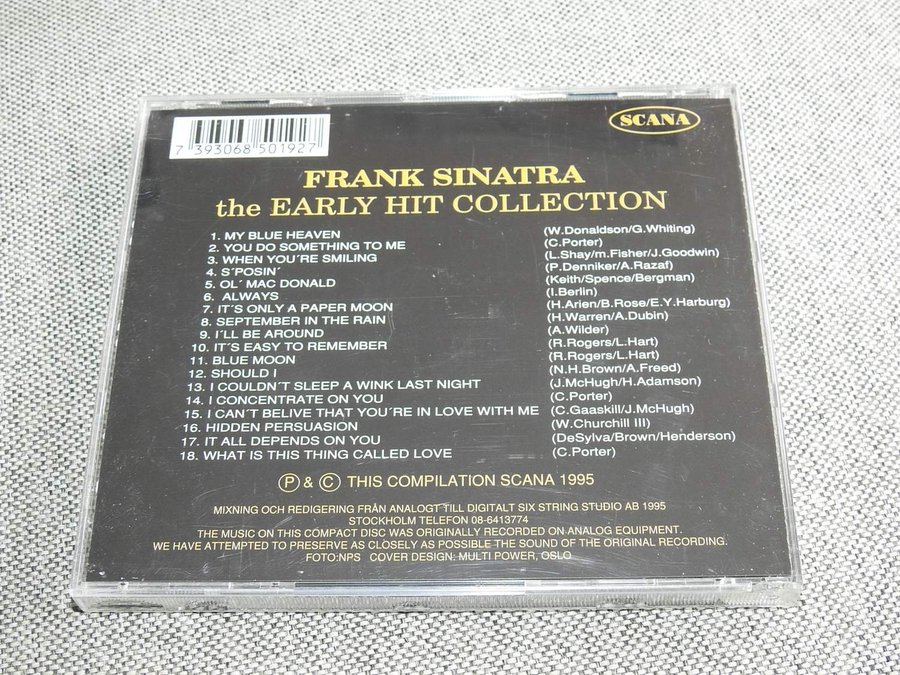 SCANA
7 393068 501927
FRANK SINATRA
the EARLY HIT COLLECTION
1. MY BLUE HEAVEN (W.Donaldson/G.Whiting)
2. YOU DO SOMETHING TO ME (C.Porter)
3. WHEN YOU´RE SMILING (L.Shay/m.Fisher/J.Goodwin)
4. S´POSIN´ (P.Denniker/A.Razaf)
5. OL´ MAC DONALD (Keith/Spence/Bergman)
6. ALWAYS (I.Berlin)
7. IT´S ONLY A PAPER MOON (H.Arien/B.Rose/E.Y.Harburg)
8. SEPTEMBER IN THE RAIN (H.Warren/A.Dubin)
9. I´LL BE AROUND (A.Wilder)
10. IT´S EASY TO REMEMBER (R.Rogers/L.Hart)
11. BLUE MOON (R.Rogers/L.Hart)
12. SHOULD I (N.H.Brown/A.Freed)
13. I COULDN´T SLEEP A WINK LAST NIGHT (J.McHugh/H.Adamson)
14. I CONCENTRATE ON YOU (C.Porter)
15. I CAN´T BELIVE THAT YOU´RE IN LOVE WITH ME (C.Gaaskill/J.McHugh)
16. HIDDEN PERSUASION (W.Churchill III)
17. IT ALL DEPENDS ON YOU (DeSylva/Brown/Henderson)
18. WHAT IS THIS THING CALLED LOVE (C.Porter)
Ⓟ & Ⓒ THIS COMPILATION SCANA 1995
MIXNING OCH REDIGERING FRÅN ANALOGT TILL DIGITALT SIX STRING STUDIO AB 1995
STOCKHOLM TELEFON 08-6413774
THE MUSIC ON THIS COMPACT DISC WAS ORIGINALLY RECORDED ON ANALOG EQUIPMENT.
WE HAVE ATTEMPTED TO PRESERVE AS CLOSELY AS POSSIBLE THE SOUND OF THE ORIGINAL RECORDING.
FOTO:NPS COVER DESIGN: MULTI POWER, OSLO